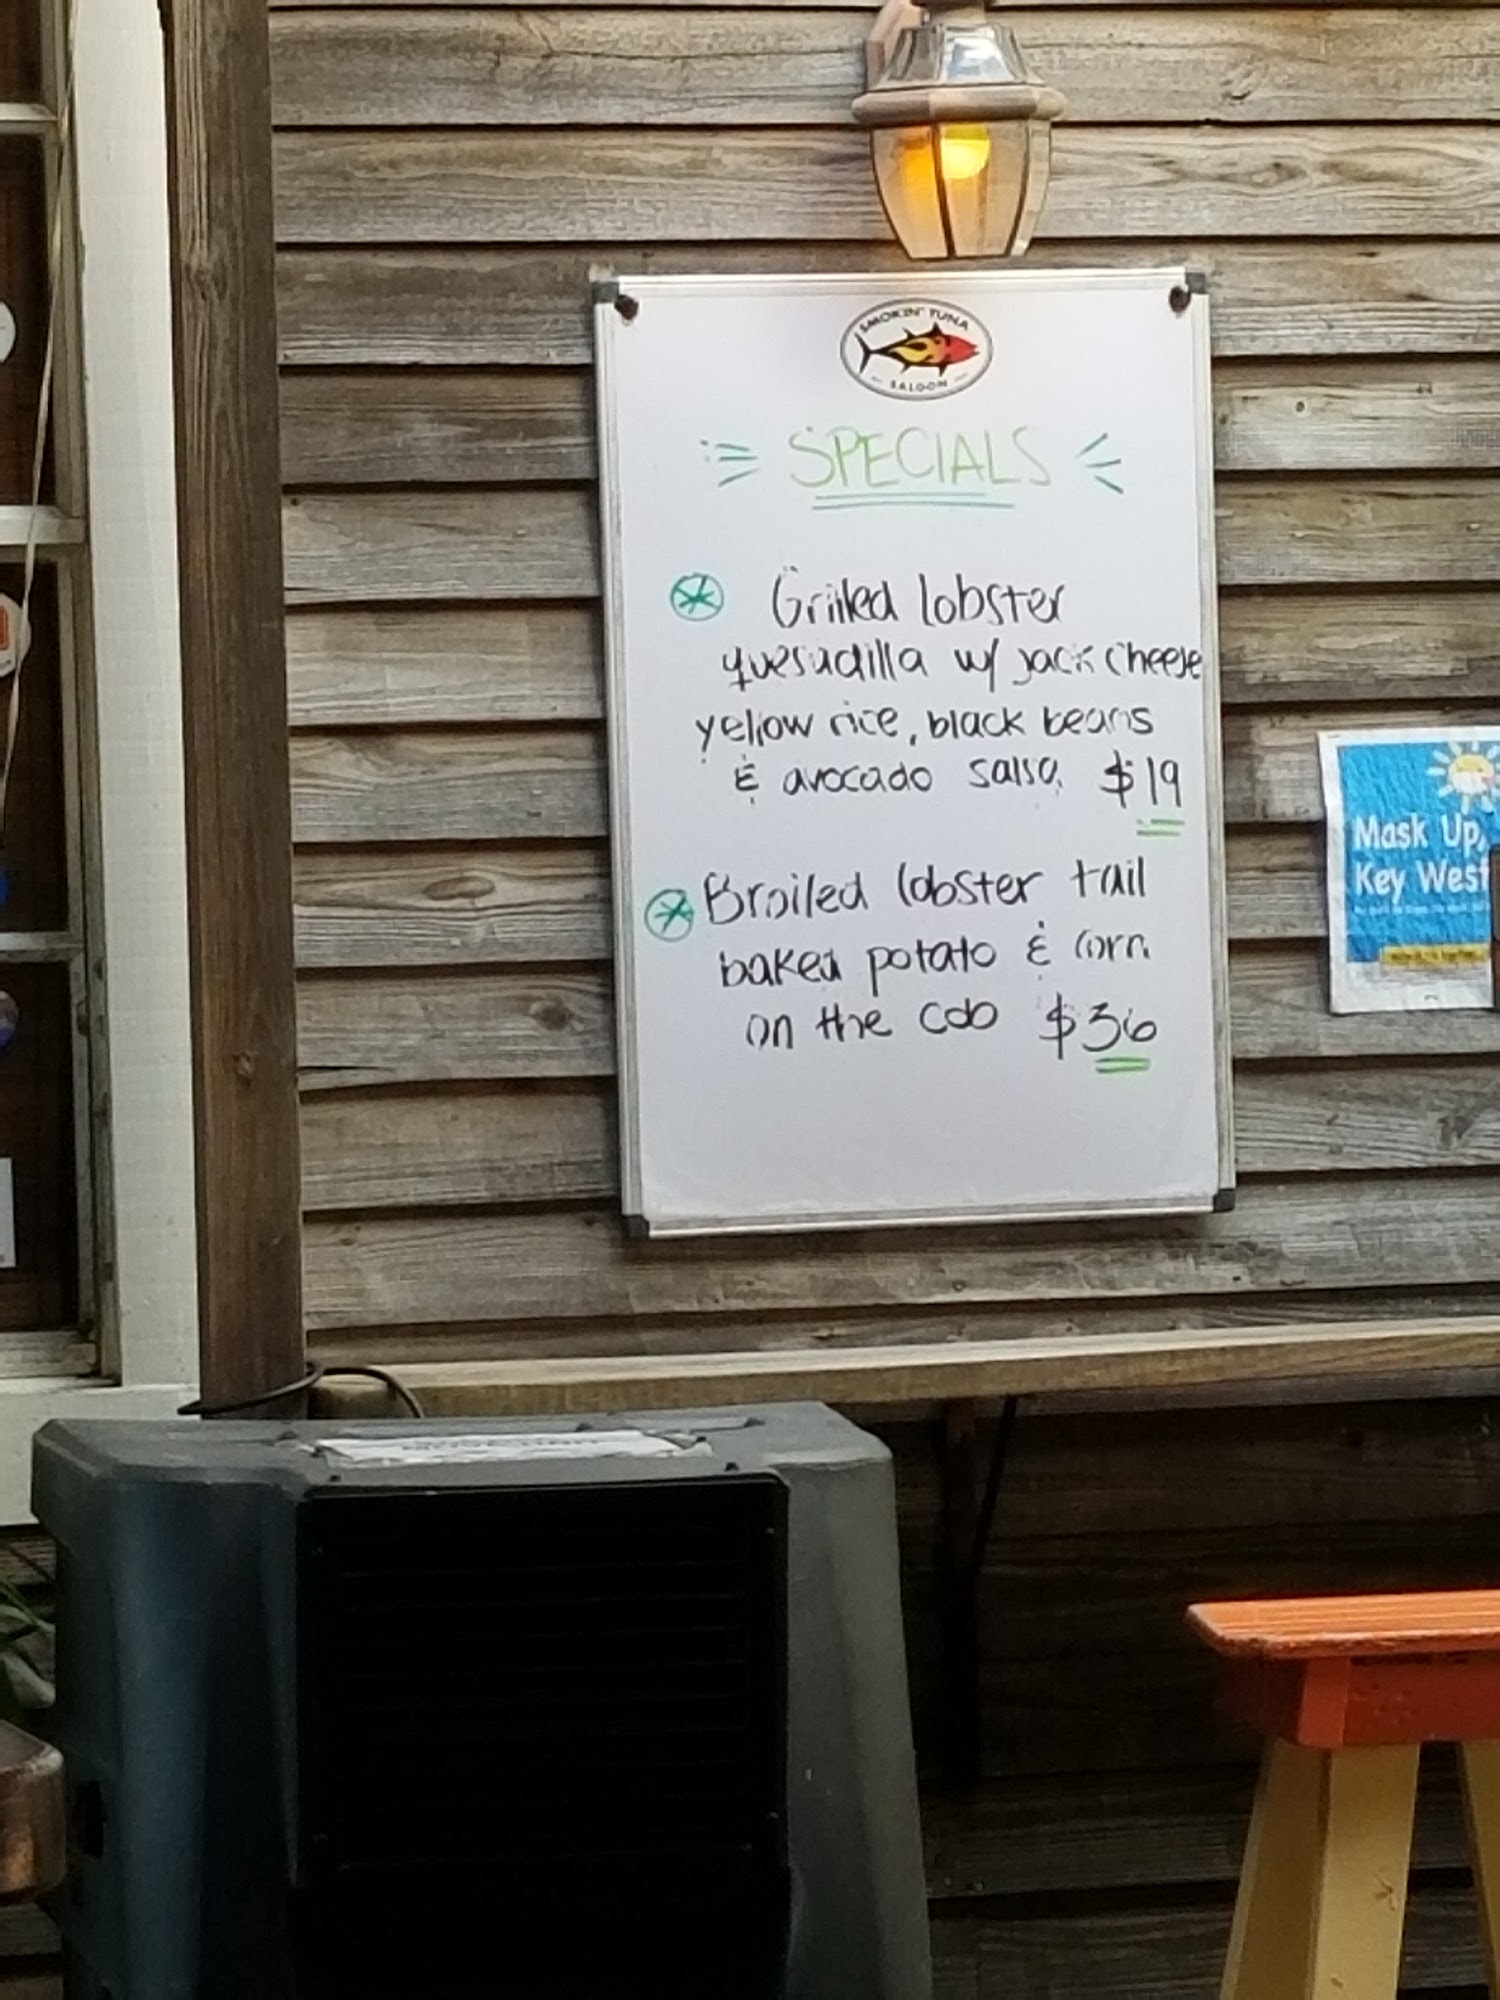 SMOKIN' TUNA
SALOON
SPECIALS
Grilled lobster
quesadilla w/ jack cheese
yellow rice, black beans
& avocado salsa $19
Broiled lobster tail
baked potato & corn
on the cob $36
Mask Up,
Key West